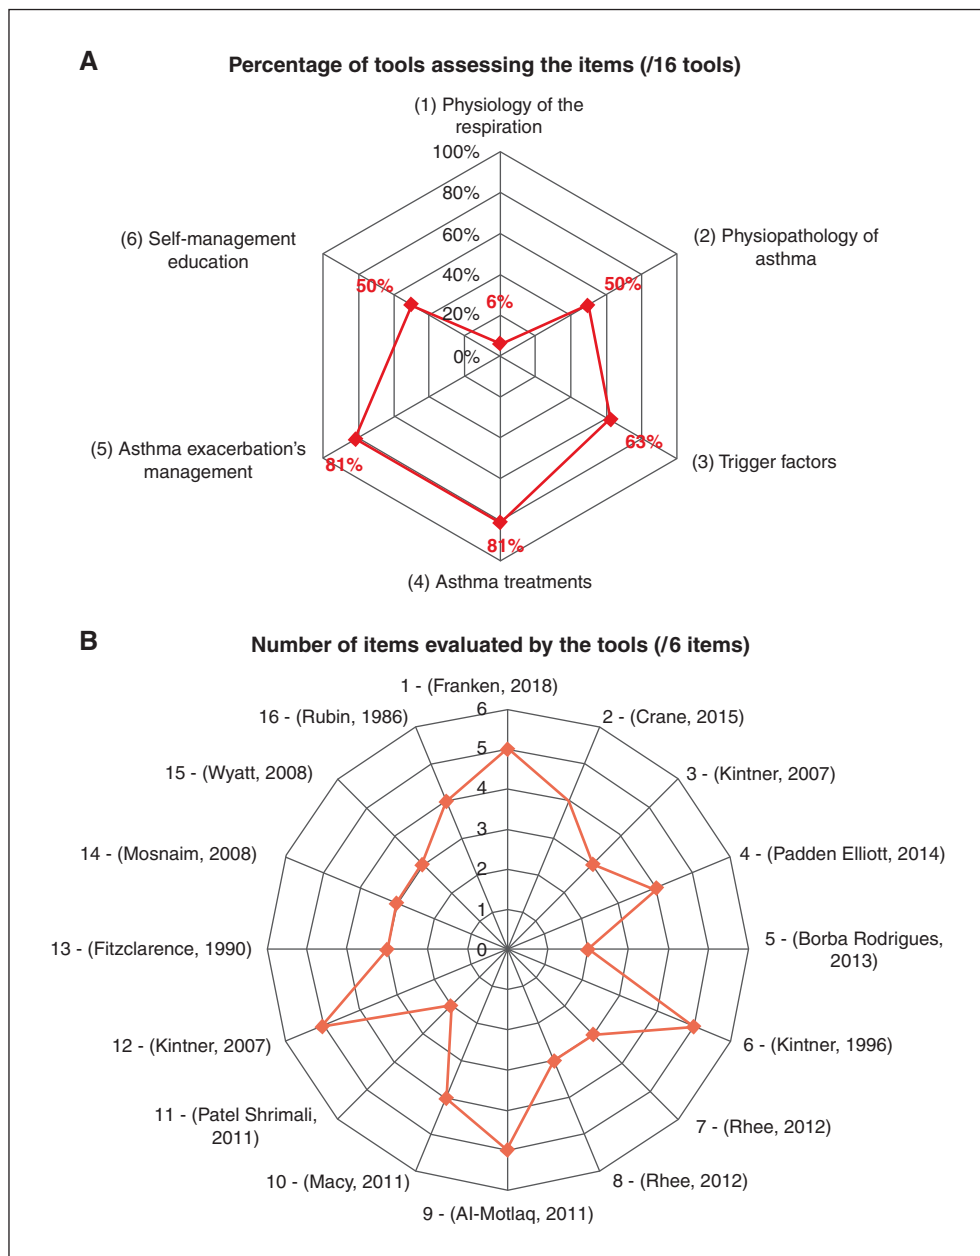 A
Percentage of tools assessing the items (/16 tools)
(1) Physiology of the
respiration
100%
80%
60%
40%
20%
0%
6%
(2) Physiopathology of
asthma
50%
63%
(3) Trigger factors
81%
(4) Asthma treatments
(5) Asthma exacerbation's
management
81%
(6) Self-management
education
50%
B
Number of items evaluated by the tools (/6 items)
1 - (Franken, 2018)
6
5
4
3
2
1
0
2 - (Crane, 2015)
3 - (Kintner, 2007)
4 - (Padden Elliott, 2014)
5 - (Borba Rodrigues,
2013)
6 - (Kintner, 1996)
7 - (Rhee, 2012)
8 - (Rhee, 2012)
9 - (Al-Motlaq, 2011)
10 - (Macy, 2011)
11 - (Patel Shrimali,
2011)
12 - (Kintner, 2007)
13 - (Fitzclarence, 1990)
14 - (Mosnaim, 2008)
15 - (Wyatt, 2008)
16 - (Rubin, 1986)